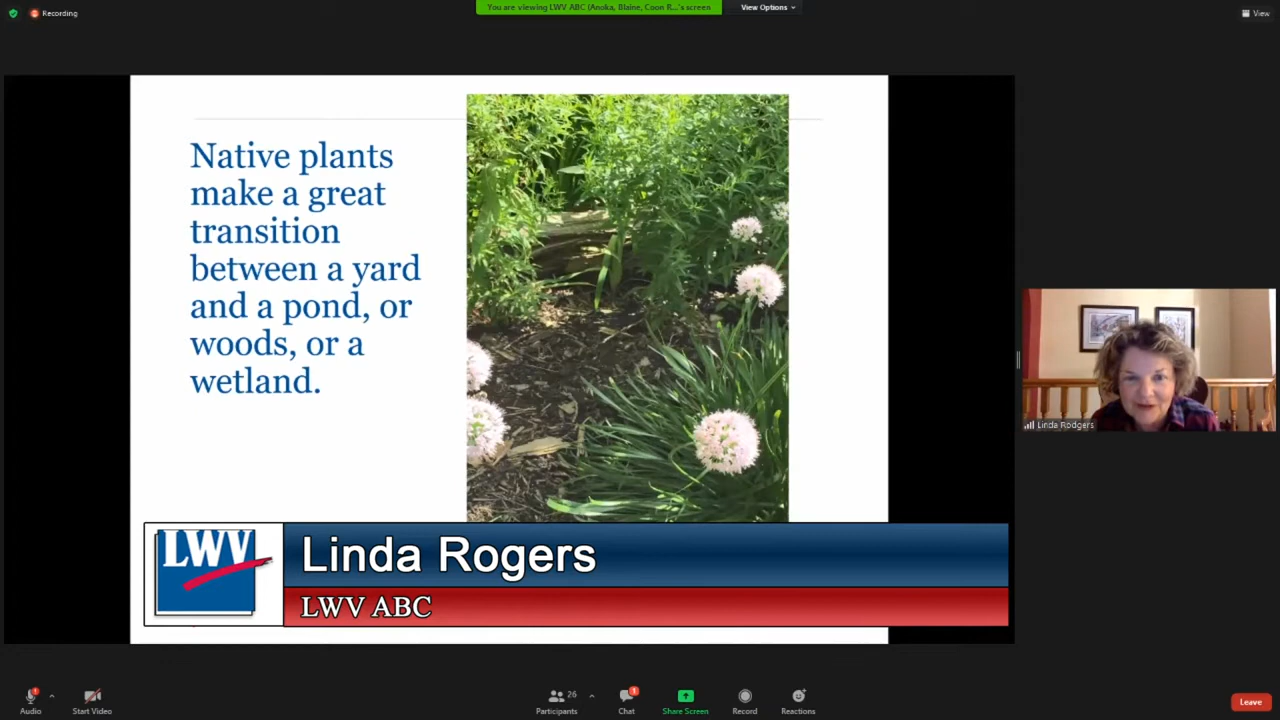 Recording
You are viewing LWV ABC (Anoka, Blaine, Coon R...'s screen
View Options
View
Native plants
make a great
transition
between a yard
and a pond, or
woods, or a
wetland.
Linda Rodgers
LWV
Linda Rogers
LWV ABC
Audio
Start Video
26
Participants
Chat
Share Screen
Record
Reactions
Leave